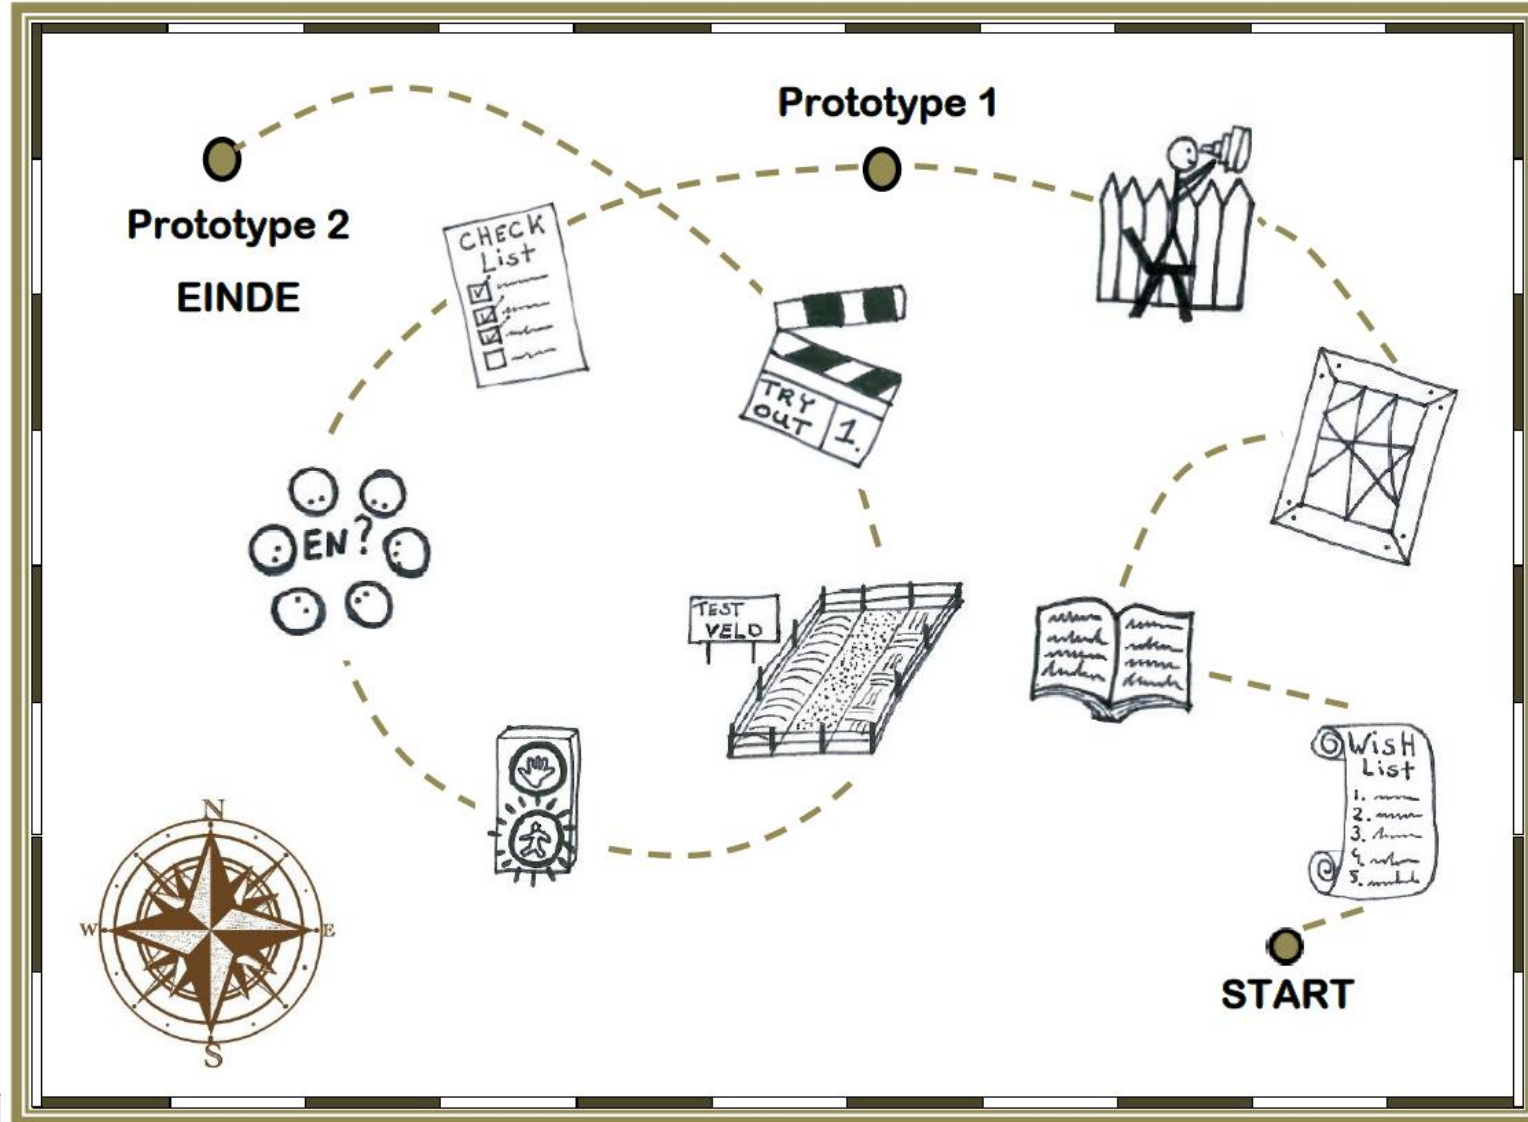 Prototype 1
Prototype 2
EINDE
CHECK
List
TRY
OUT
1.
EN?
TEST
VELD
WisH
List
1.
2.
3.
4.
5.
START
N
W
E
S